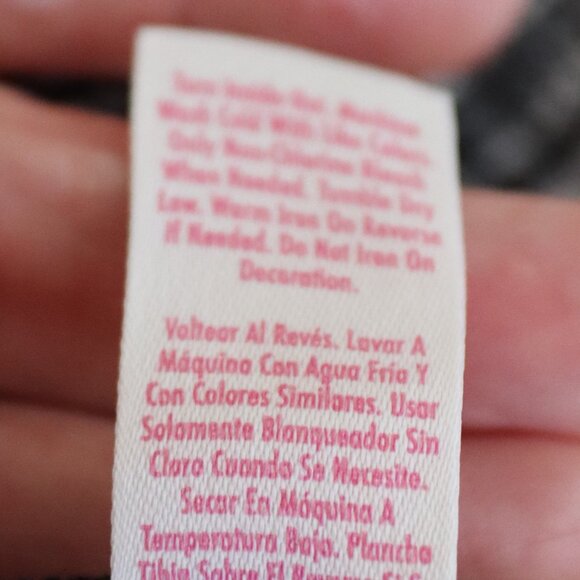 Turn Inside Out. Machine
Wash Cold With Like Colors.
Only Non-Chlorine Bleach
When Needed. Tumble Dry
Low. Warm Iron On Reverse
If Needed. Do Not Iron On
Decoration.
Voltear Al Revés. Lavar A
Máquina Con Agua Fría Y
Con Colores Similares. Usar
Solamente Blanqueador Sin
Cloro Cuando Se Necesite.
Secar En Máquina A
Temperatura Baja. Plancha
Tibia Sobre El